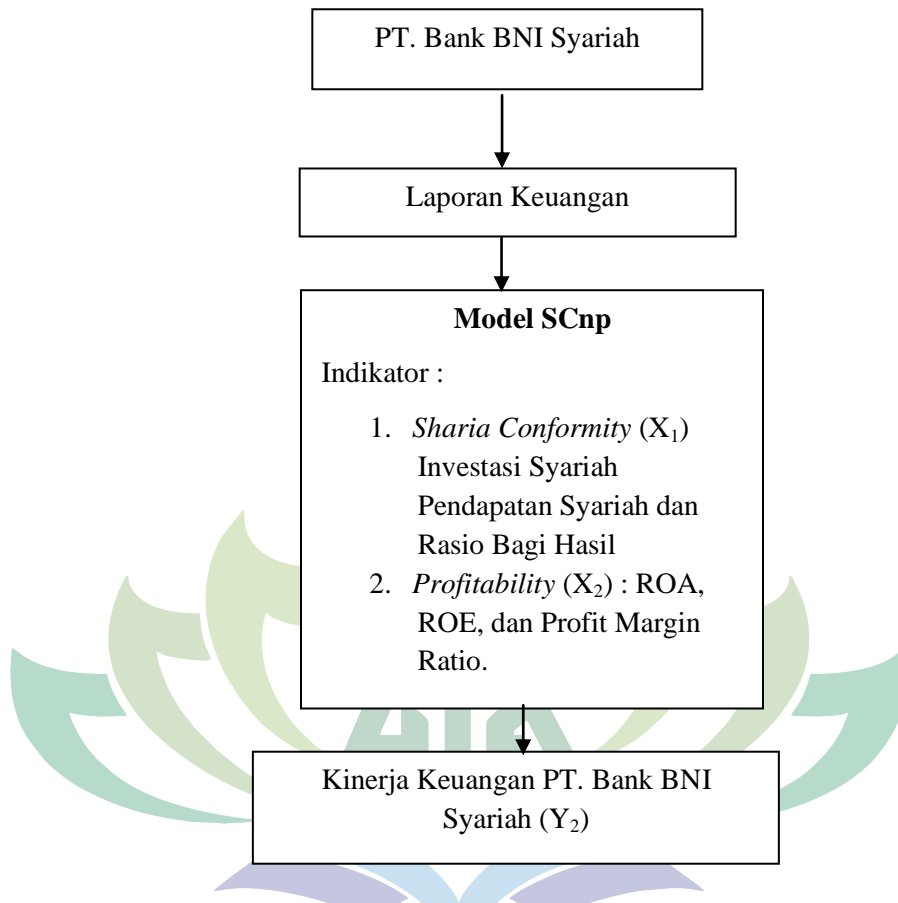 PT. Bank BNI Syariah
Laporan Keuangan
Model SCnp
Indikator :
1. Sharia Conformity (X₁)
Investasi Syariah
Pendapatan Syariah dan
Rasio Bagi Hasil
2. Profitability (X₂) : ROA,
ROE, dan Profit Margin
Ratio.
Kinerja Keuangan PT. Bank BNI
Syariah (Y₂)